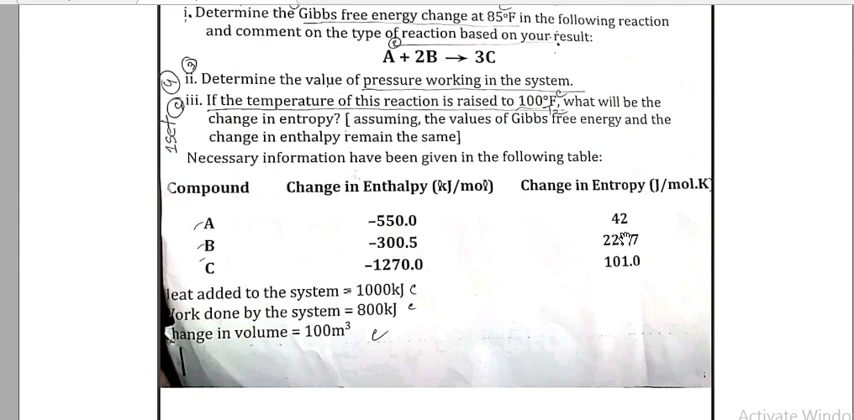 i. Determine the Gibbs free energy change at 85°F in the following reaction
and comment on the type of reaction based on your result:
A + 2B → 3C
ii. Determine the value of pressure working in the system.
iii. If the temperature of this reaction is raised to 100°F, what will be the
change in entropy? [ assuming, the values of Gibbs free energy and the
change in enthalpy remain the same]
Necessary information have been given in the following table:
Compound Change in Enthalpy (kJ/mol) Change in Entropy (J/mol.K)
A -550.0 42
B -300.5
C -1270.0 101.0
Heat added to the system = 1000kJ
Work done by the system = 800kJ
Change in volume = 100m³
1set
Activate Windo